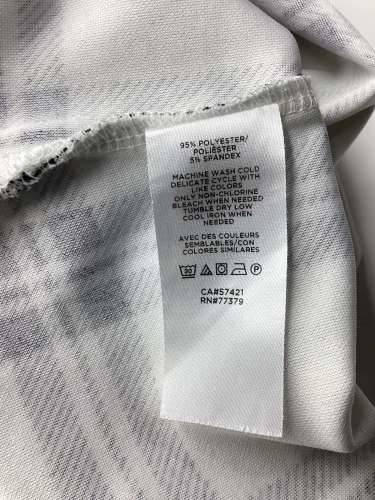 95% POLYESTER/
POLIÉSTER
5% SPANDEX
MACHINE WASH COLD
DELICATE CYCLE WITH
LIKE COLORS
ONLY NON-CHLORINE
BLEACH WHEN NEEDED
TUMBLE DRY LOW
COOL IRON WHEN
NEEDED
AVEC DES COULEURS
SEMBLABLES/CON
COLORES SIMILARES
30 P
CA#57421
RN#77379